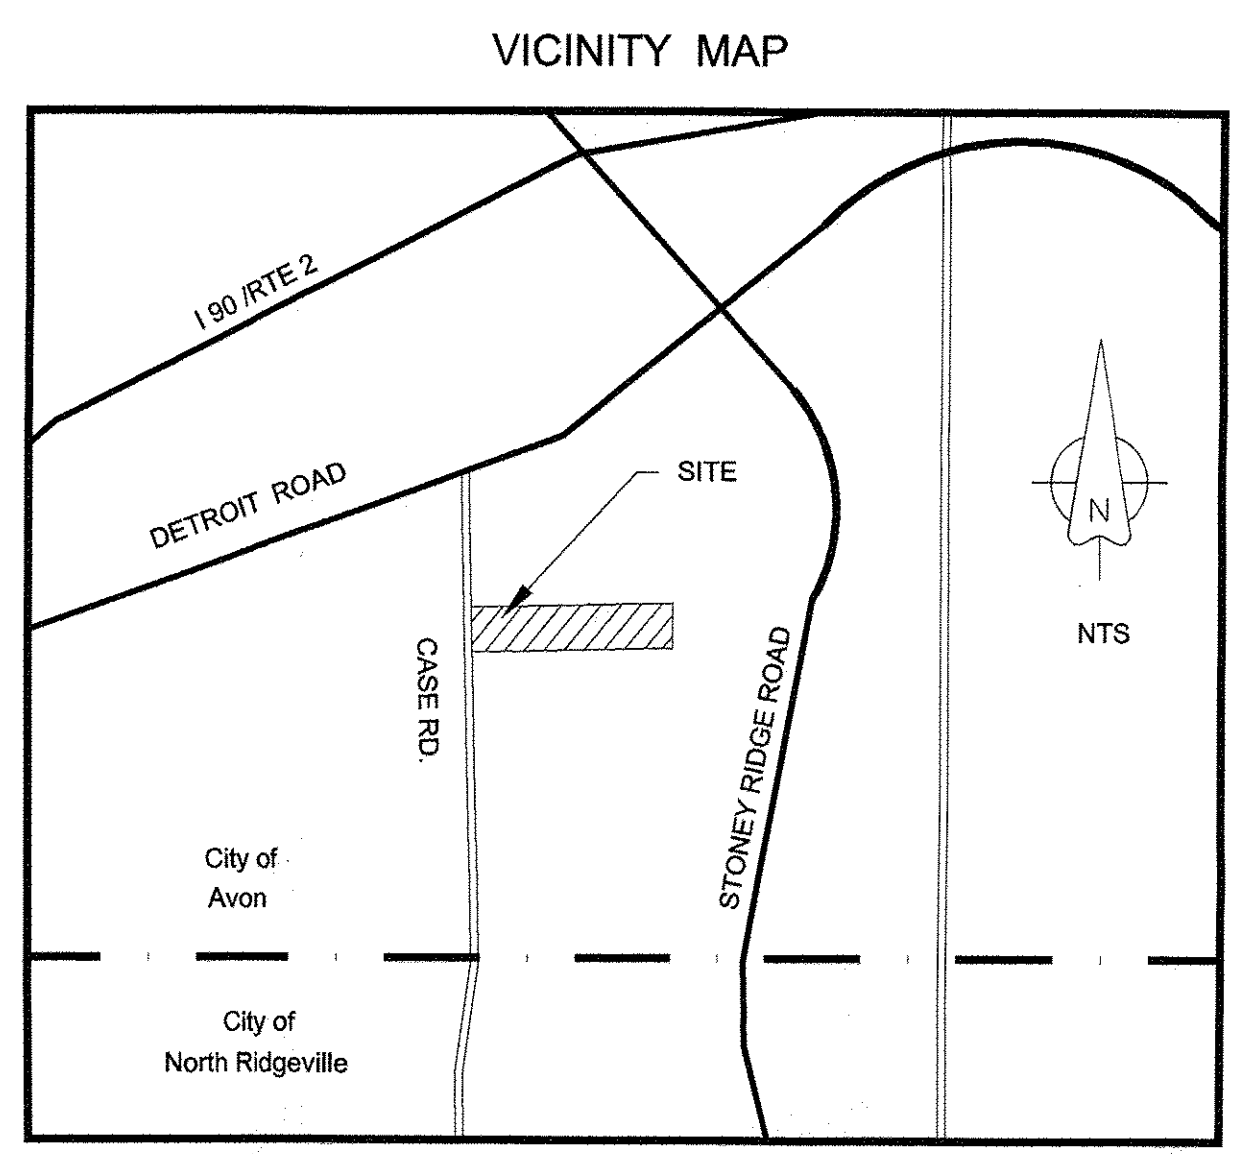 VICINITY MAP
I 90 /RTE 2
DETROIT ROAD
SITE
N
NTS
CASE RD.
STONEY RIDGE ROAD
City of
Avon
City of
North Ridgeville